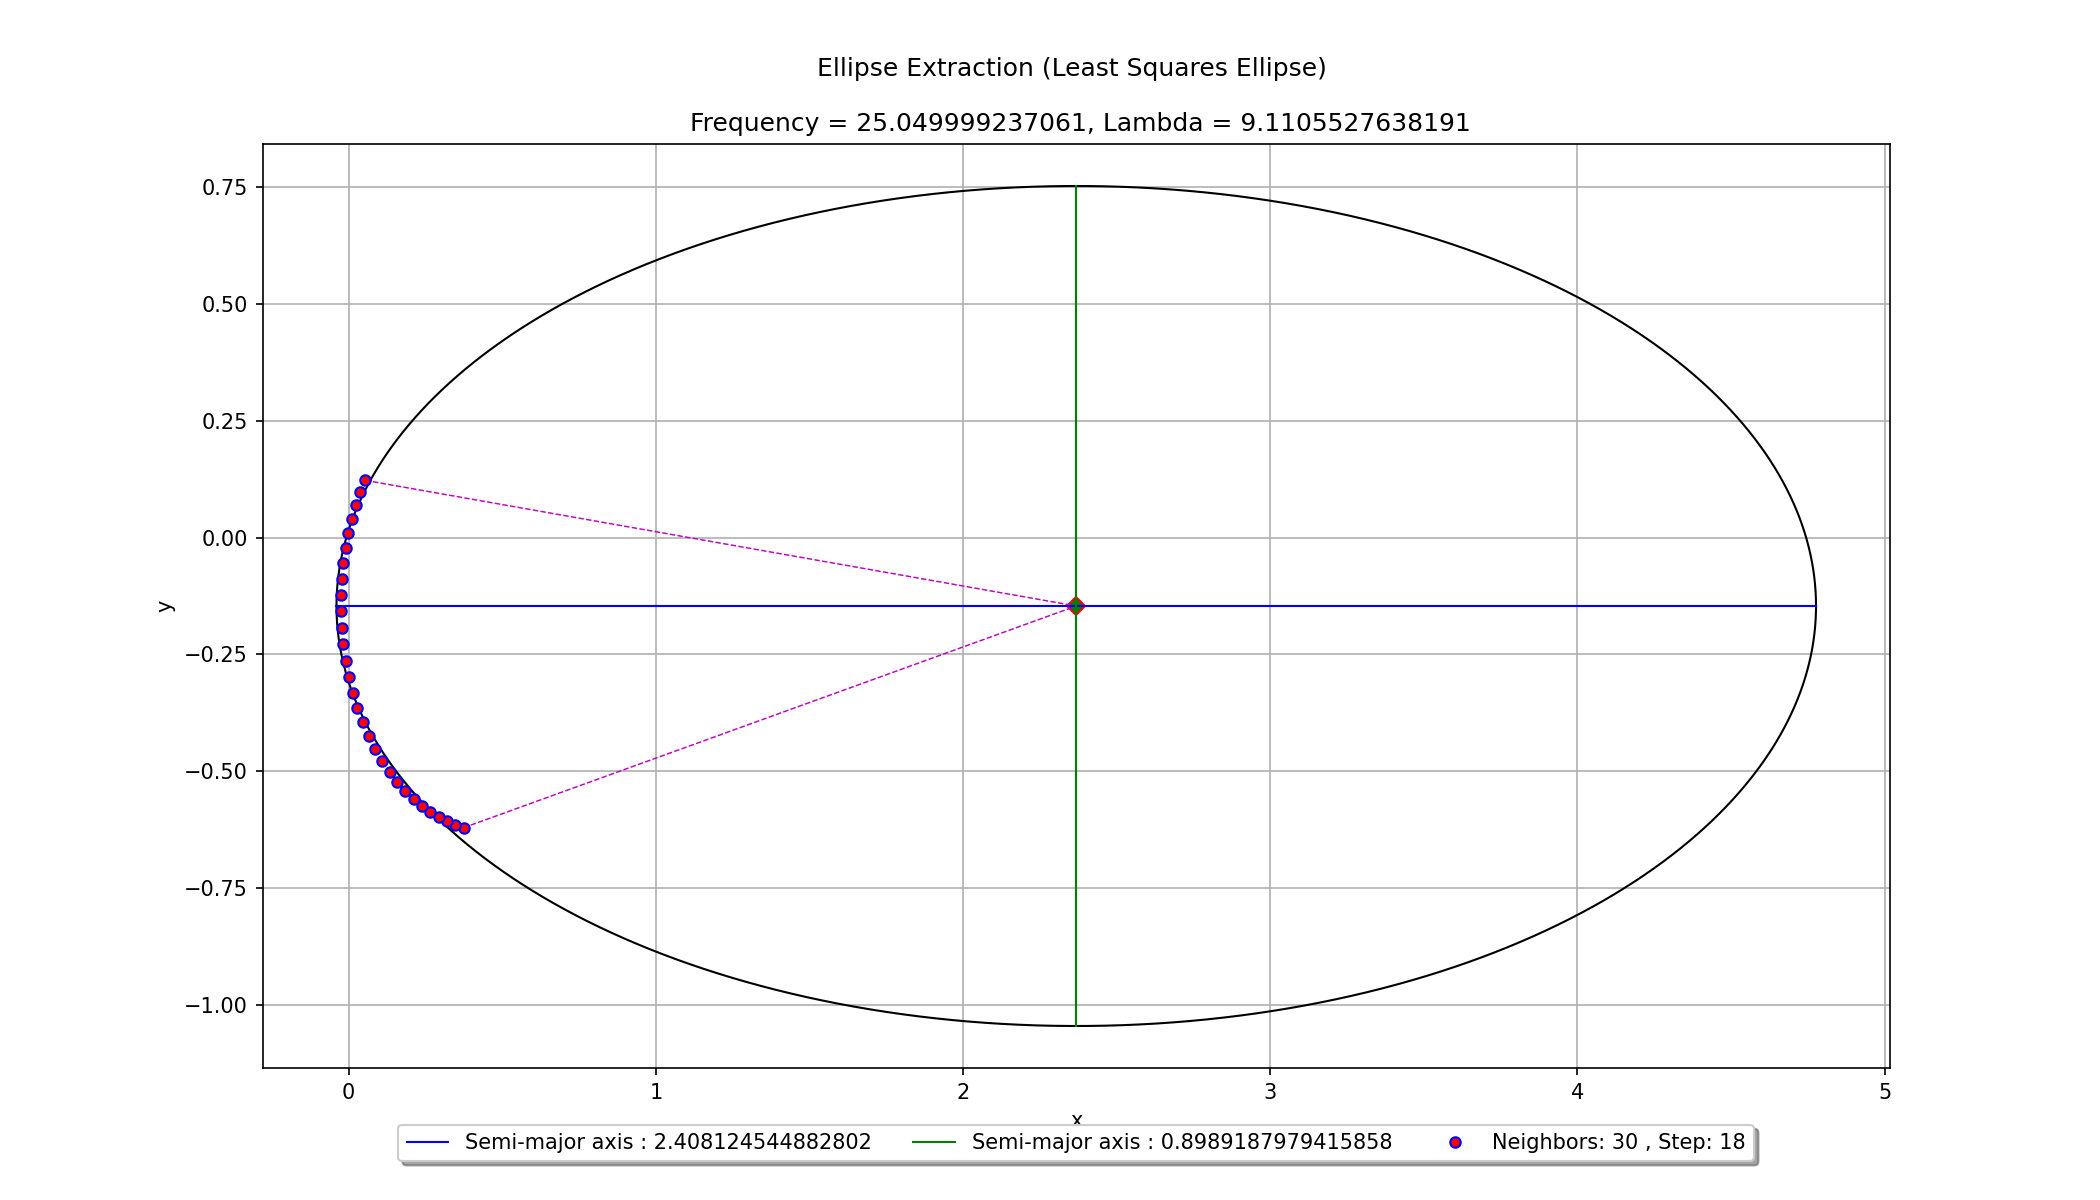 Ellipse Extraction (Least Squares Ellipse)
Frequency = 25.049999237061, Lambda = 9.1105527638191
0.75
0.50
0.25
0.00
−0.25
−0.50
−0.75
−1.00
y
0 1 2 3 4 5
x
Semi-major axis : 2.408124544882802 Semi-major axis : 0.8989187979415858 Neighbors: 30 , Step: 18